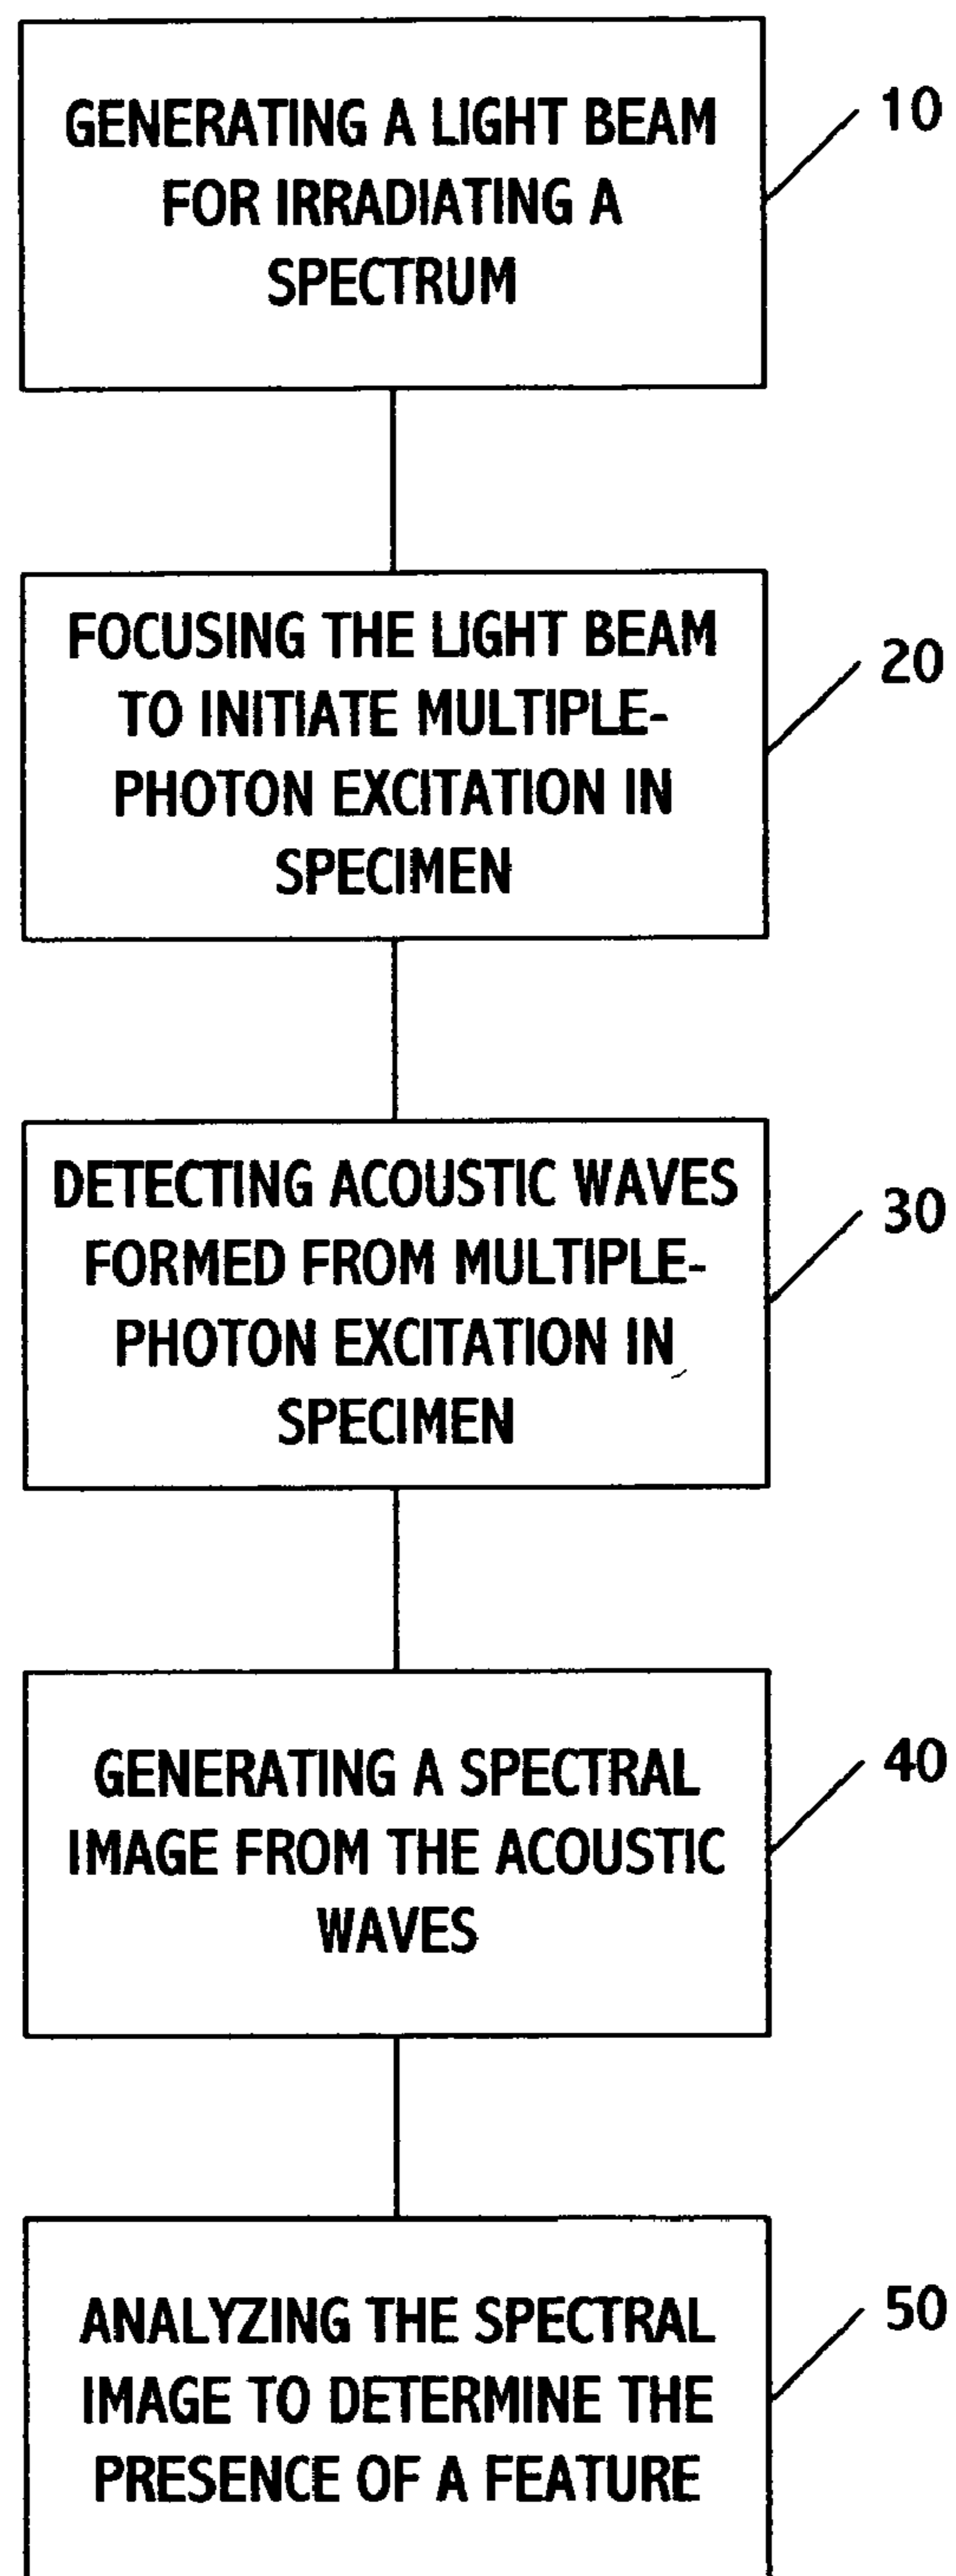 GENERATING A LIGHT BEAM
FOR IRRADIATING A
SPECTRUM
10
FOCUSING THE LIGHT BEAM
TO INITIATE MULTIPLE-
PHOTON EXCITATION IN
SPECIMEN
20
DETECTING ACOUSTIC WAVES
FORMED FROM MULTIPLE-
PHOTON EXCITATION IN
SPECIMEN
30
GENERATING A SPECTRAL
IMAGE FROM THE ACOUSTIC
WAVES
40
ANALYZING THE SPECTRAL
IMAGE TO DETERMINE THE
PRESENCE OF A FEATURE
50